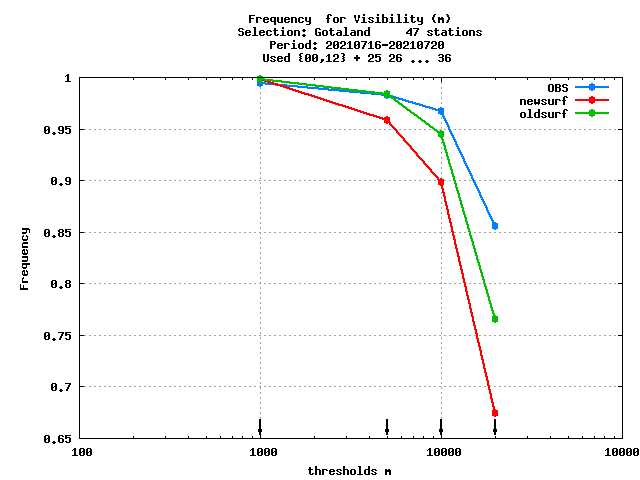 Frequency  for Visibility (m)
Selection: Gotaland     47 stations
Period: 20210716-20210720
Used {00,12} + 25 26 ... 36
OBS
newsurf
oldsurf
1
0.95
0.9
0.85
0.8
0.75
0.7
0.65
Frequency
100
1000
10000
10000
thresholds m